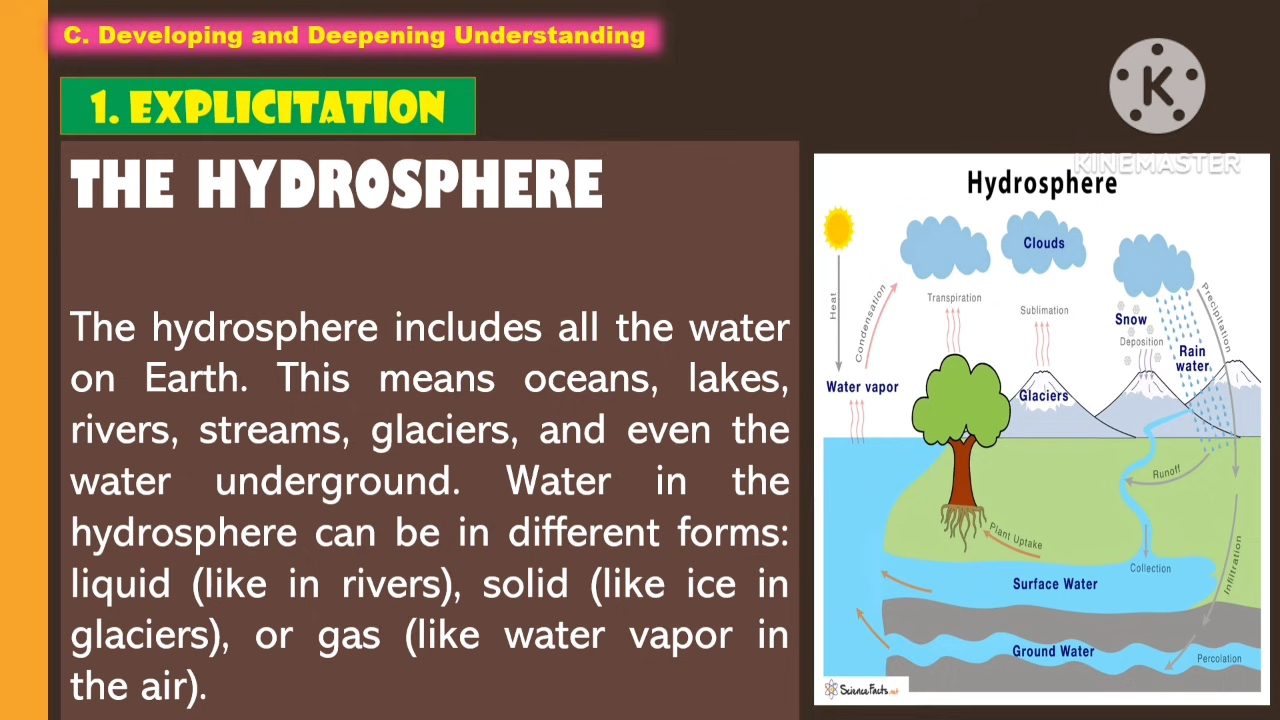 C. Developing and Deepening Understanding
1. EXPLICITATION
THE HYDROSPHERE
The hydrosphere includes all the water
on Earth. This means oceans, lakes,
rivers, streams, glaciers, and even the
water underground. Water in the
hydrosphere can be in different forms:
liquid (like in rivers), solid (like ice in
glaciers), or gas (like water vapor in
the air).
K
KINEMASTER
Hydrosphere
Clouds
Heat
Condensation
Transpiration
Sublimation
Snow
Deposition
Precipitation
Rain
water
Water vapor
Glaciers
Runoff
Plant Uptake
Collection
Infiltration
Surface Water
Ground Water
Percolation
ScienceFacts.net